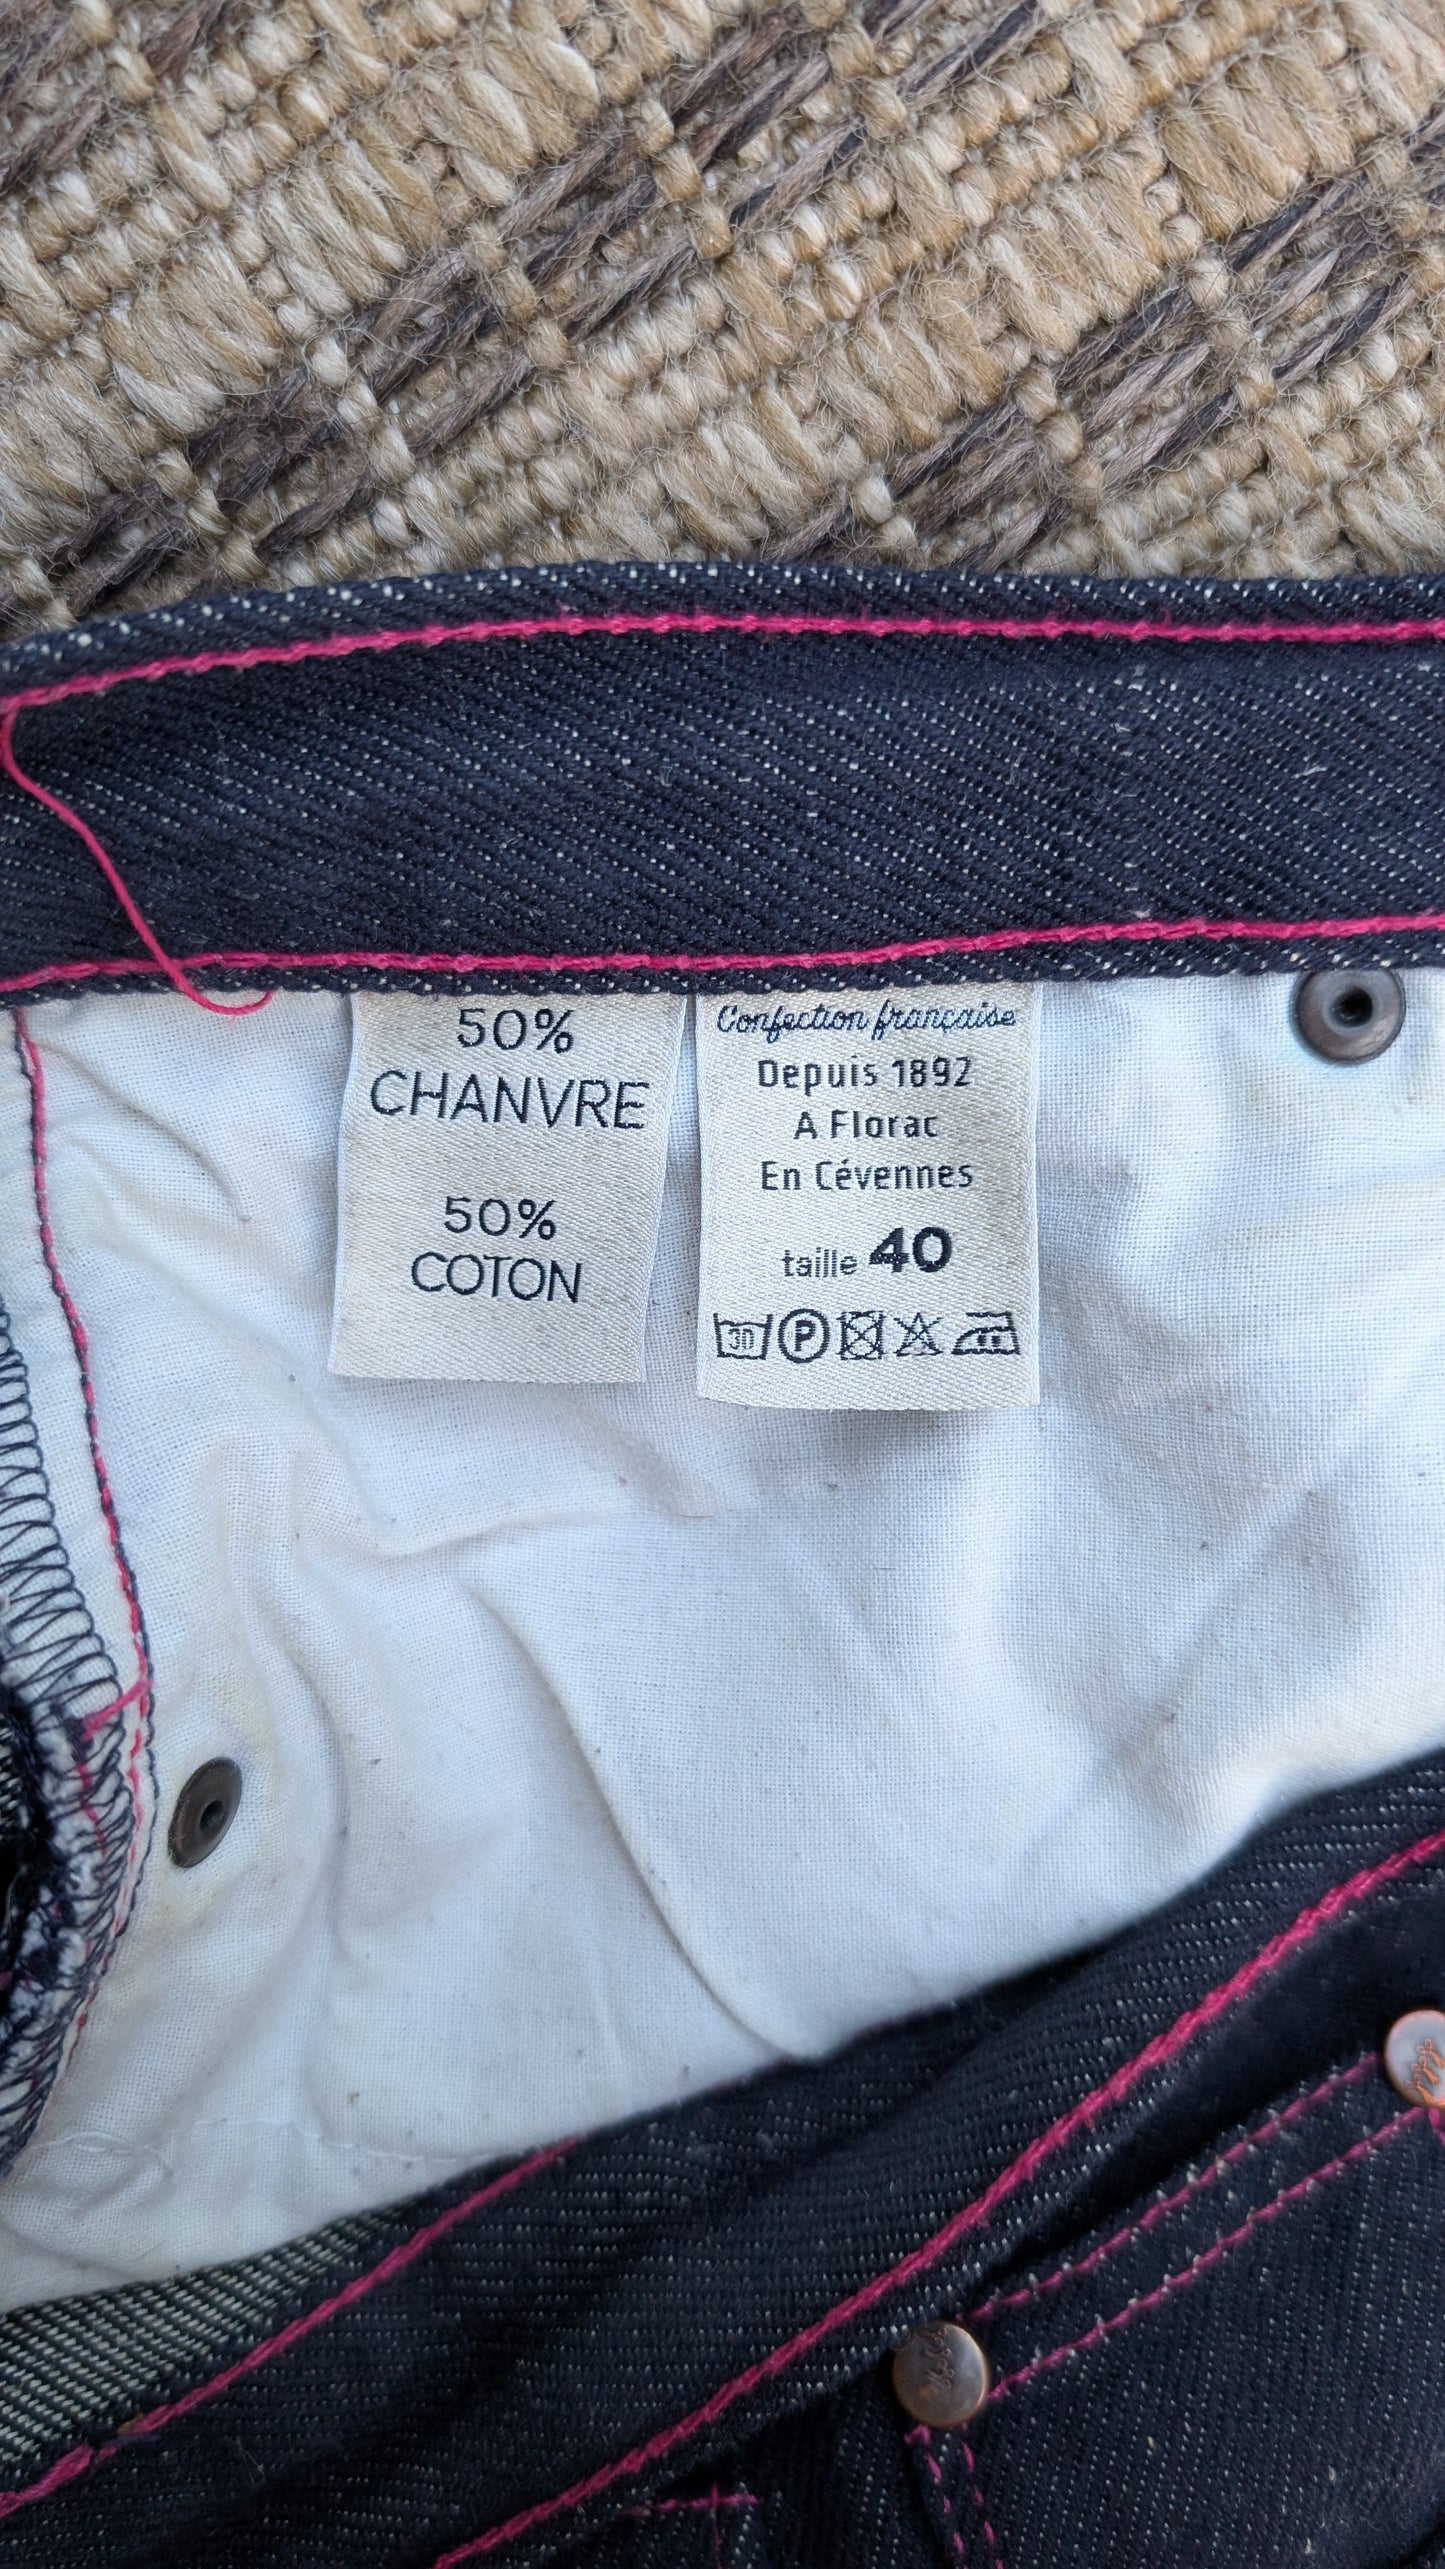 50%
CHANVRE
50%
COTON
Confection française
Depuis 1892
A Florac
En Cévennes
taille 40
30 P